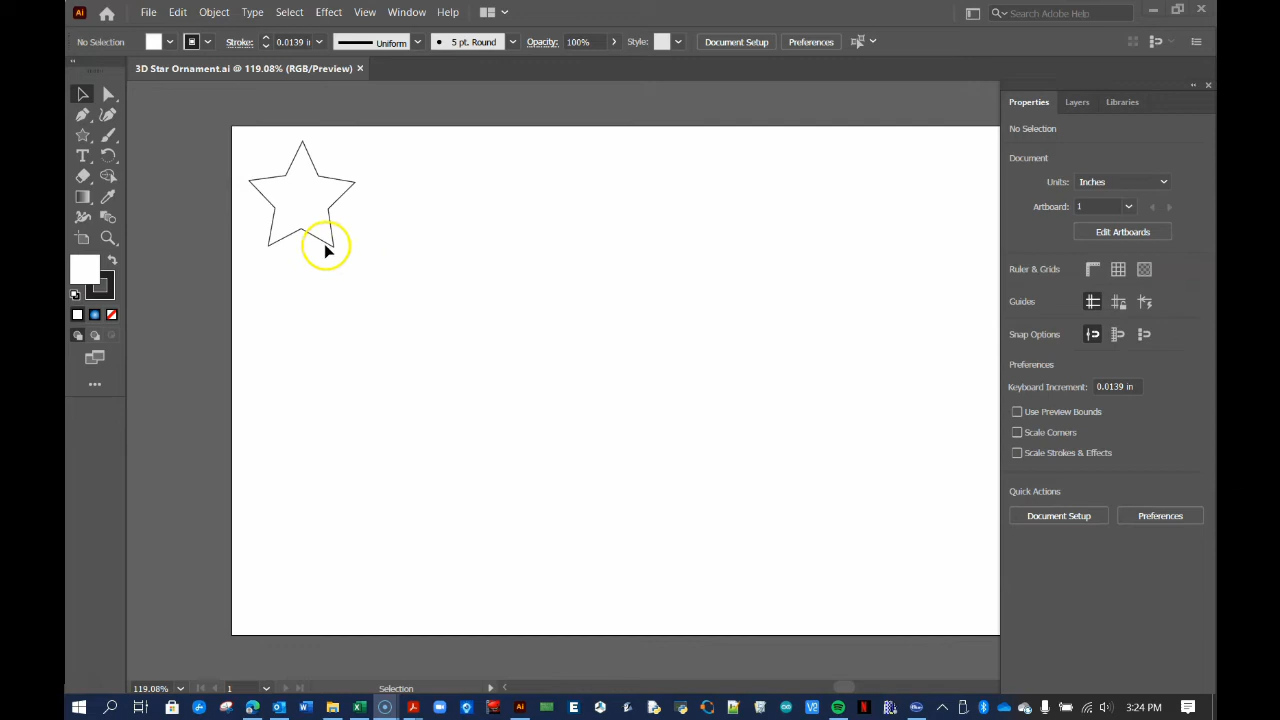 Ai File Edit Object Type Select Effect View Window Help Search Adobe Help
No Selection Stroke: 0.0139 i Uniform 5 pt. Round Opacity: 100% Style: Document Setup Preferences
3D Star Ornament.ai @ 119.08% (RGB/Preview)
Properties Layers Libraries
No Selection
Document
Units: Inches
Artboard: 1
Edit Artboards
Ruler & Grids
Guides
Snap Options
Preferences
Keyboard Increment: 0.0139 in
Use Preview Bounds
Scale Corners
Scale Strokes & Effects
Quick Actions
Document Setup Preferences
119.08% 1 Selection
3:24 PM